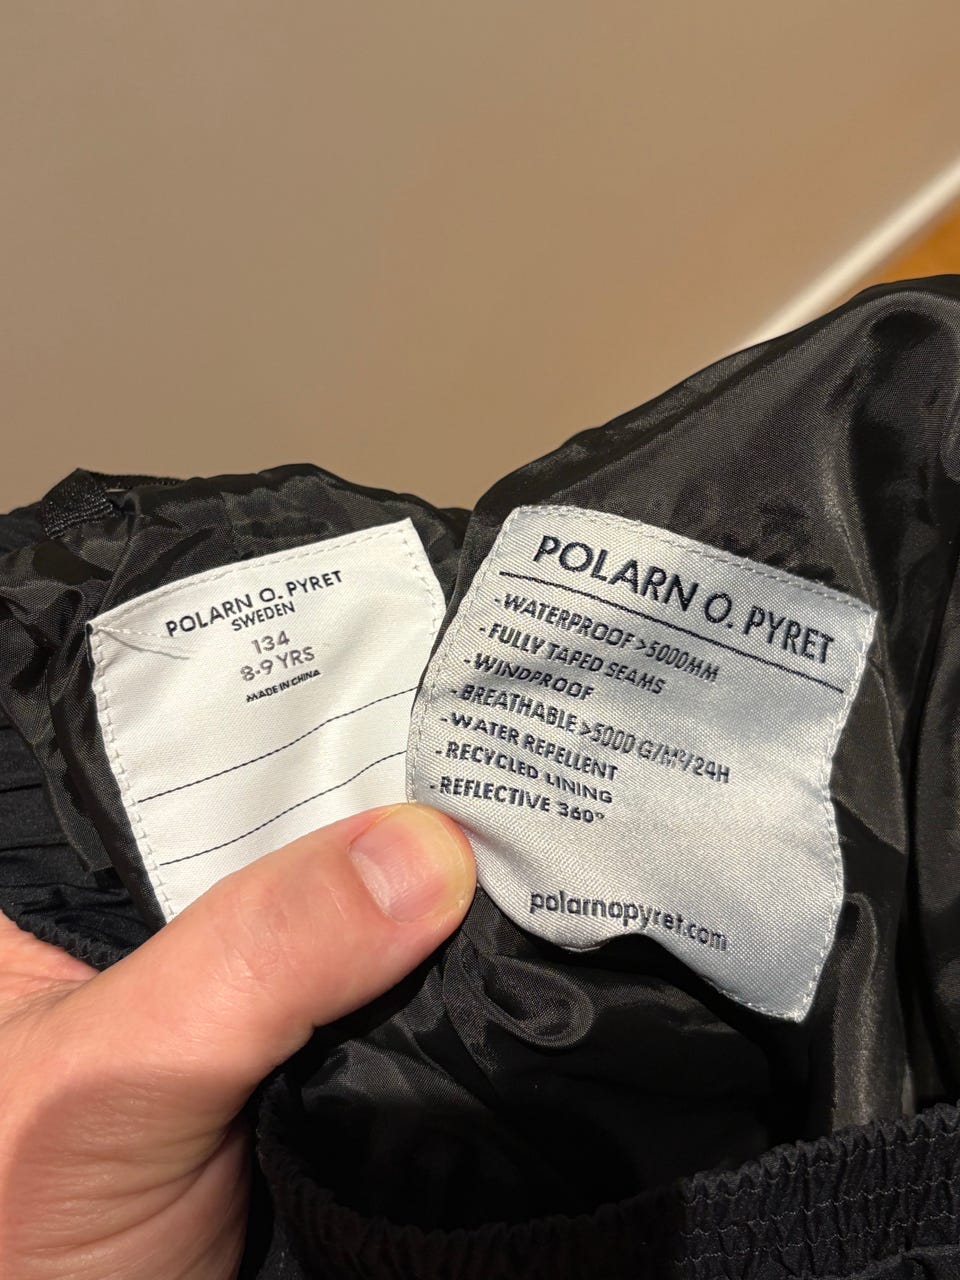 POLARN O. PYRET
SWEDEN
134
8-9 YRS
MADE IN CHINA
POLARN O. PYRET
-WATERPROOF >5000MM
-FULLY TAPED SEAMS
-WINDPROOF
-BREATHABLE >5000 G/M²/24H
-WATER REPELLENT
-RECYCLED LINING
-REFLECTIVE 360°
polarnopyret.com